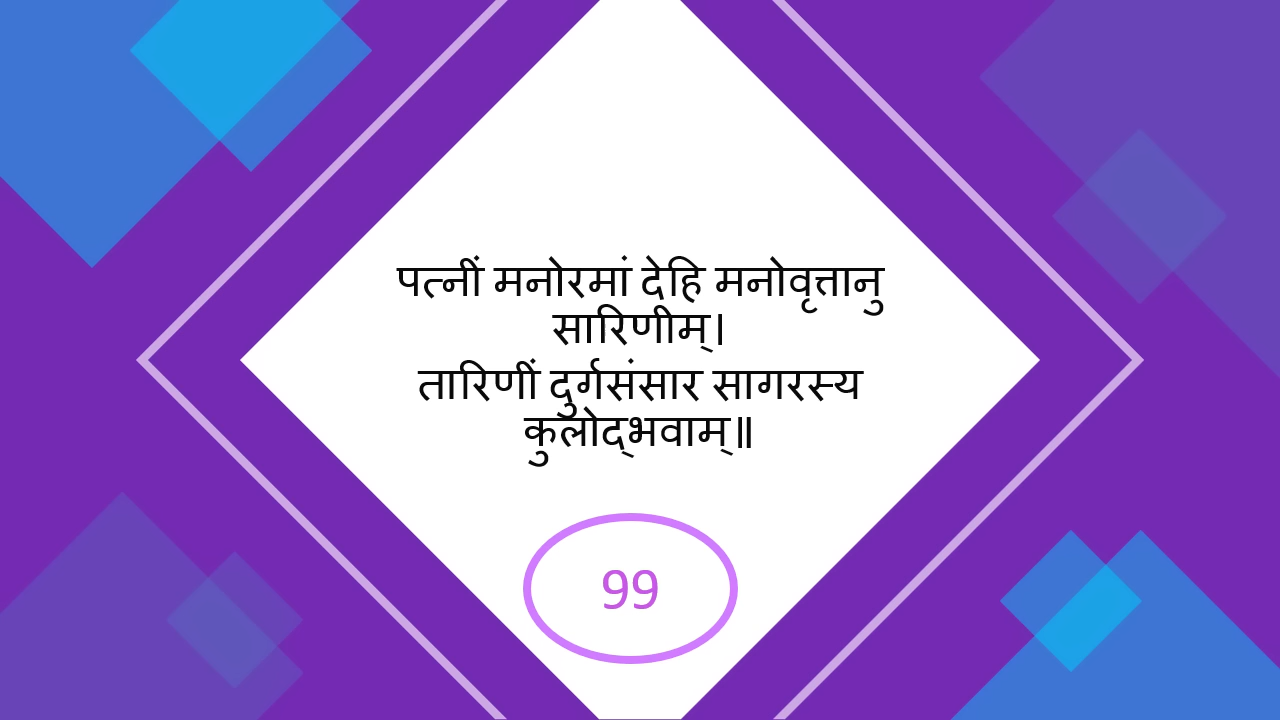 पत्नीं मनोरमां देहि मनोवृत्तानु
सारिणीम्।
तारिणीं दुर्गसंसार सागरस्य
कुलोद्भवाम्॥
99